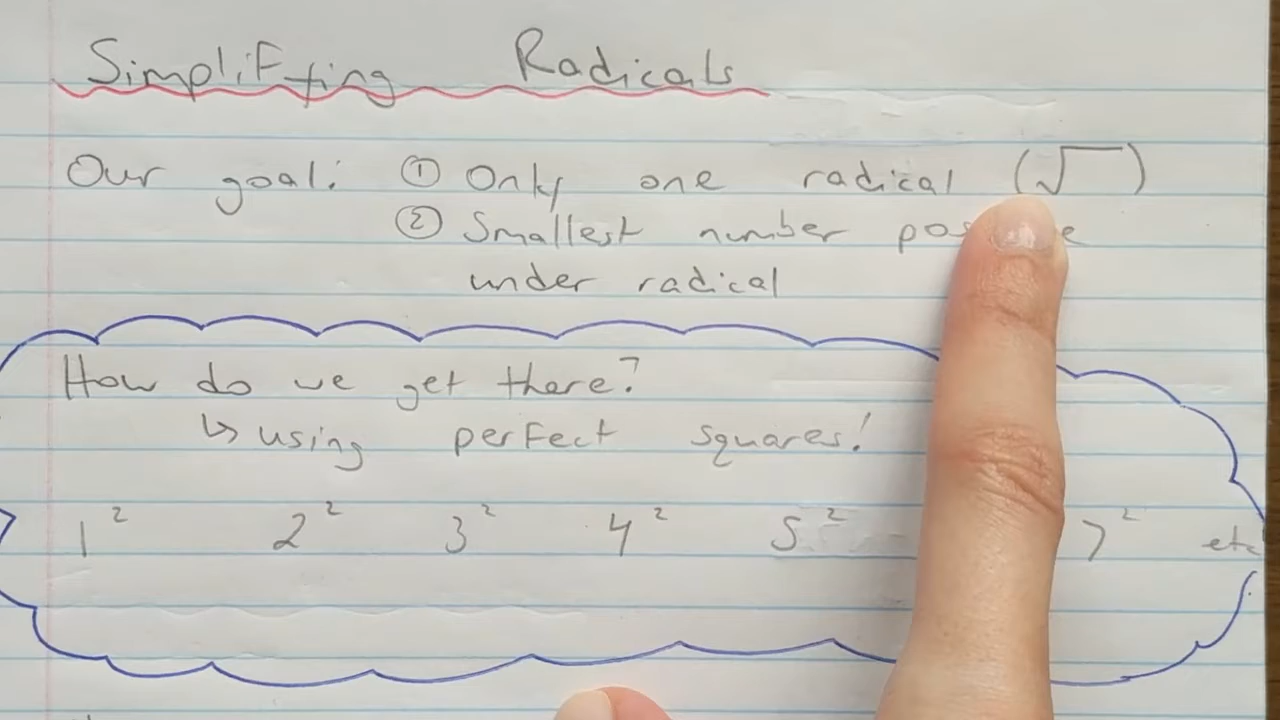 Simplifying Radicals
Our goal: ① Only one radical (√ )
② Smallest number
under radical
How do we get there?
↳ using perfect squares!
1² 2² 3² 4² 5² 7² etc